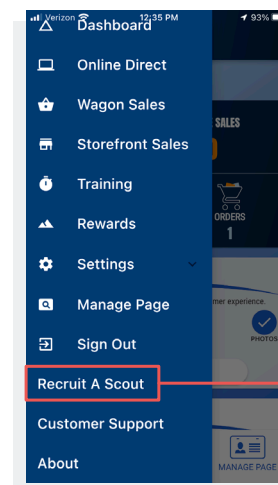 Verizon 12:35 PM 93%
Dashboard
Online Direct
Wagon Sales
SALES
Storefront Sales
Training
ORDERS
1
Rewards
Settings
Manage Page
mer experience.
PHOTOS
Sign Out
Recruit A Scout
Customer Support
About
MANAGE PAGE